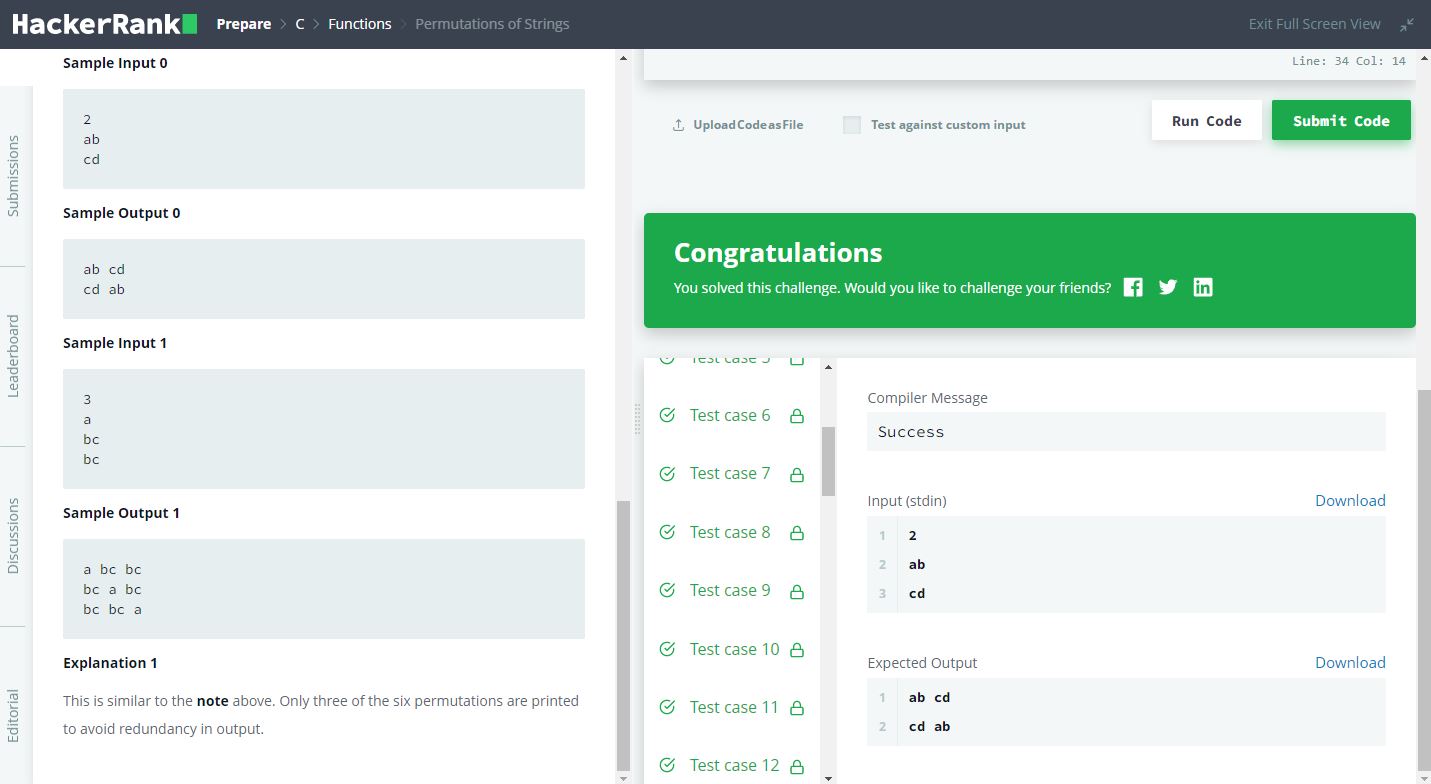 HackerRank
Prepare > C > Functions > Permutations of Strings
Exit Full Screen View
Submissions
Leaderboard
Discussions
Editorial
Sample Input 0
2
ab
cd
Sample Output 0
ab cd
cd ab
Sample Input 1
3
a
bc
bc
Sample Output 1
a bc bc
bc a bc
bc bc a
Explanation 1
This is similar to the note above. Only three of the six permutations are printed
to avoid redundancy in output.
Line: 34 Col: 14
Upload Code as File
Test against custom input
Run Code
Submit Code
Congratulations
You solved this challenge. Would you like to challenge your friends?
Test case 5
Test case 6
Test case 7
Test case 8
Test case 9
Test case 10
Test case 11
Test case 12
Compiler Message
Success
Input (stdin)
Download
1 2
2 ab
3 cd
Expected Output
Download
1 ab cd
2 cd ab